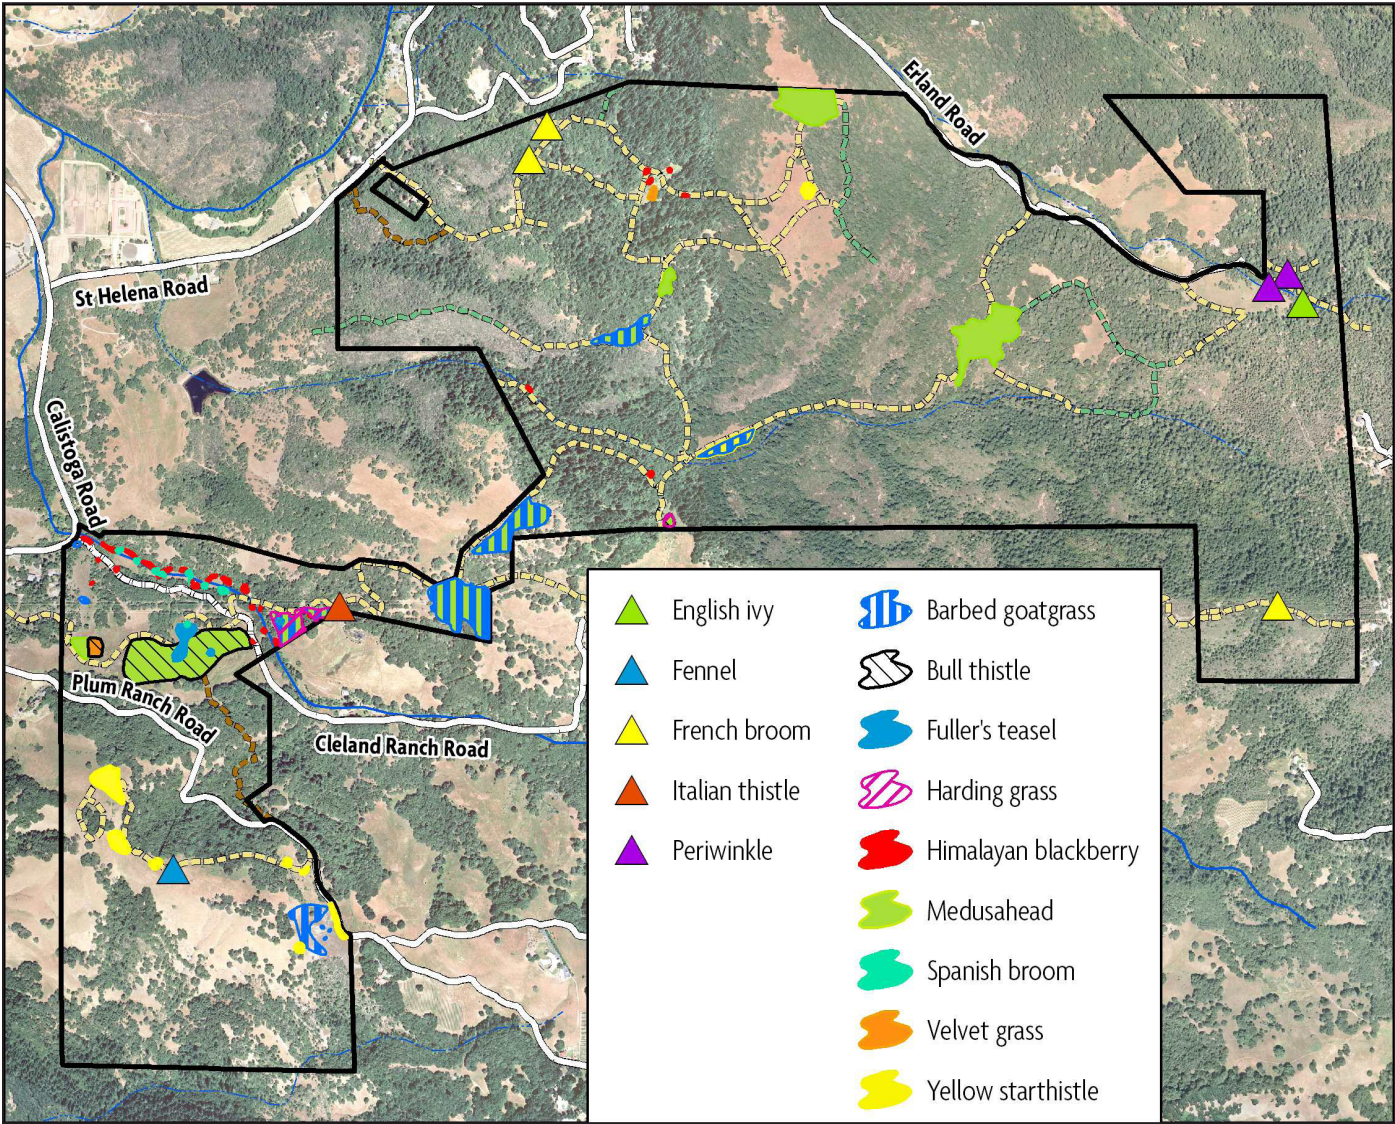 Erland Road
St Helena Road
Calistoga Road
Plum Ranch Road
Cleland Ranch Road
English ivy
Fennel
French broom
Italian thistle
Periwinkle
Barbed goatgrass
Bull thistle
Fuller's teasel
Harding grass
Himalayan blackberry
Medusahead
Spanish broom
Velvet grass
Yellow starthistle